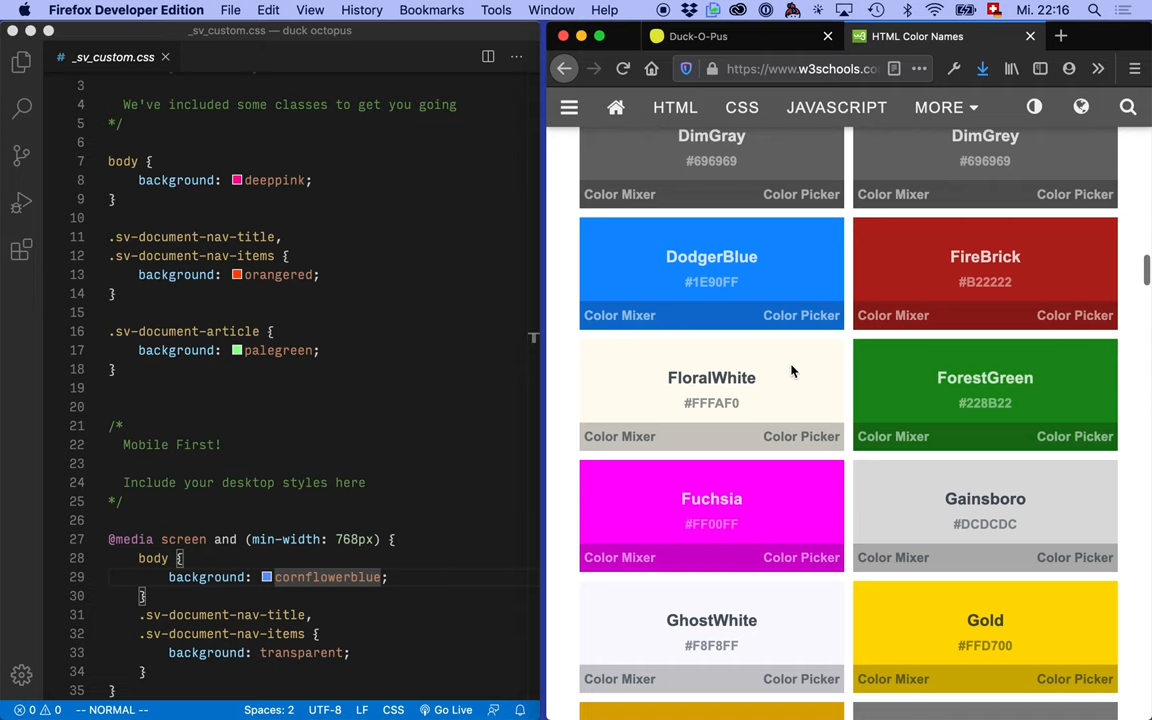 Firefox Developer Edition File Edit View History Bookmarks Tools Window Help Mi. 22:16
_sv_custom.css — duck octopus
# _sv_custom.css
3
4 We've included some classes to get you going
5 */
6
7 body {
8 background: deeppink;
9 }
10
11 .sv-document-nav-title,
12 .sv-document-nav-items {
13 background: orangered;
14 }
15
16 .sv-document-article {
17 background: palegreen;
18 }
19
20
21 /*
22 Mobile First!
23
24 Include your desktop styles here
25 */
26
27 @media screen and (min-width: 768px) {
28 body {
29 background: cornflowerblue;
30 }
31 .sv-document-nav-title,
32 .sv-document-nav-items {
33 background: transparent;
34 }
35 }
0 0 -- NORMAL -- Spaces: 2 UTF-8 LF CSS Go Live
Duck-O-Pus
HTML Color Names
https://www.w3schools.co
HTML CSS JAVASCRIPT MORE
DimGray
#696969
Color Mixer Color Picker
DimGrey
#696969
Color Mixer Color Picker
DodgerBlue
#1E90FF
Color Mixer Color Picker
FireBrick
#B22222
Color Mixer Color Picker
FloralWhite
#FFFAF0
Color Mixer Color Picker
ForestGreen
#228B22
Color Mixer Color Picker
Fuchsia
#FF00FF
Color Mixer Color Picker
Gainsboro
#DCDCDC
Color Mixer Color Picker
GhostWhite
#F8F8FF
Color Mixer Color Picker
Gold
#FFD700
Color Mixer Color Picker